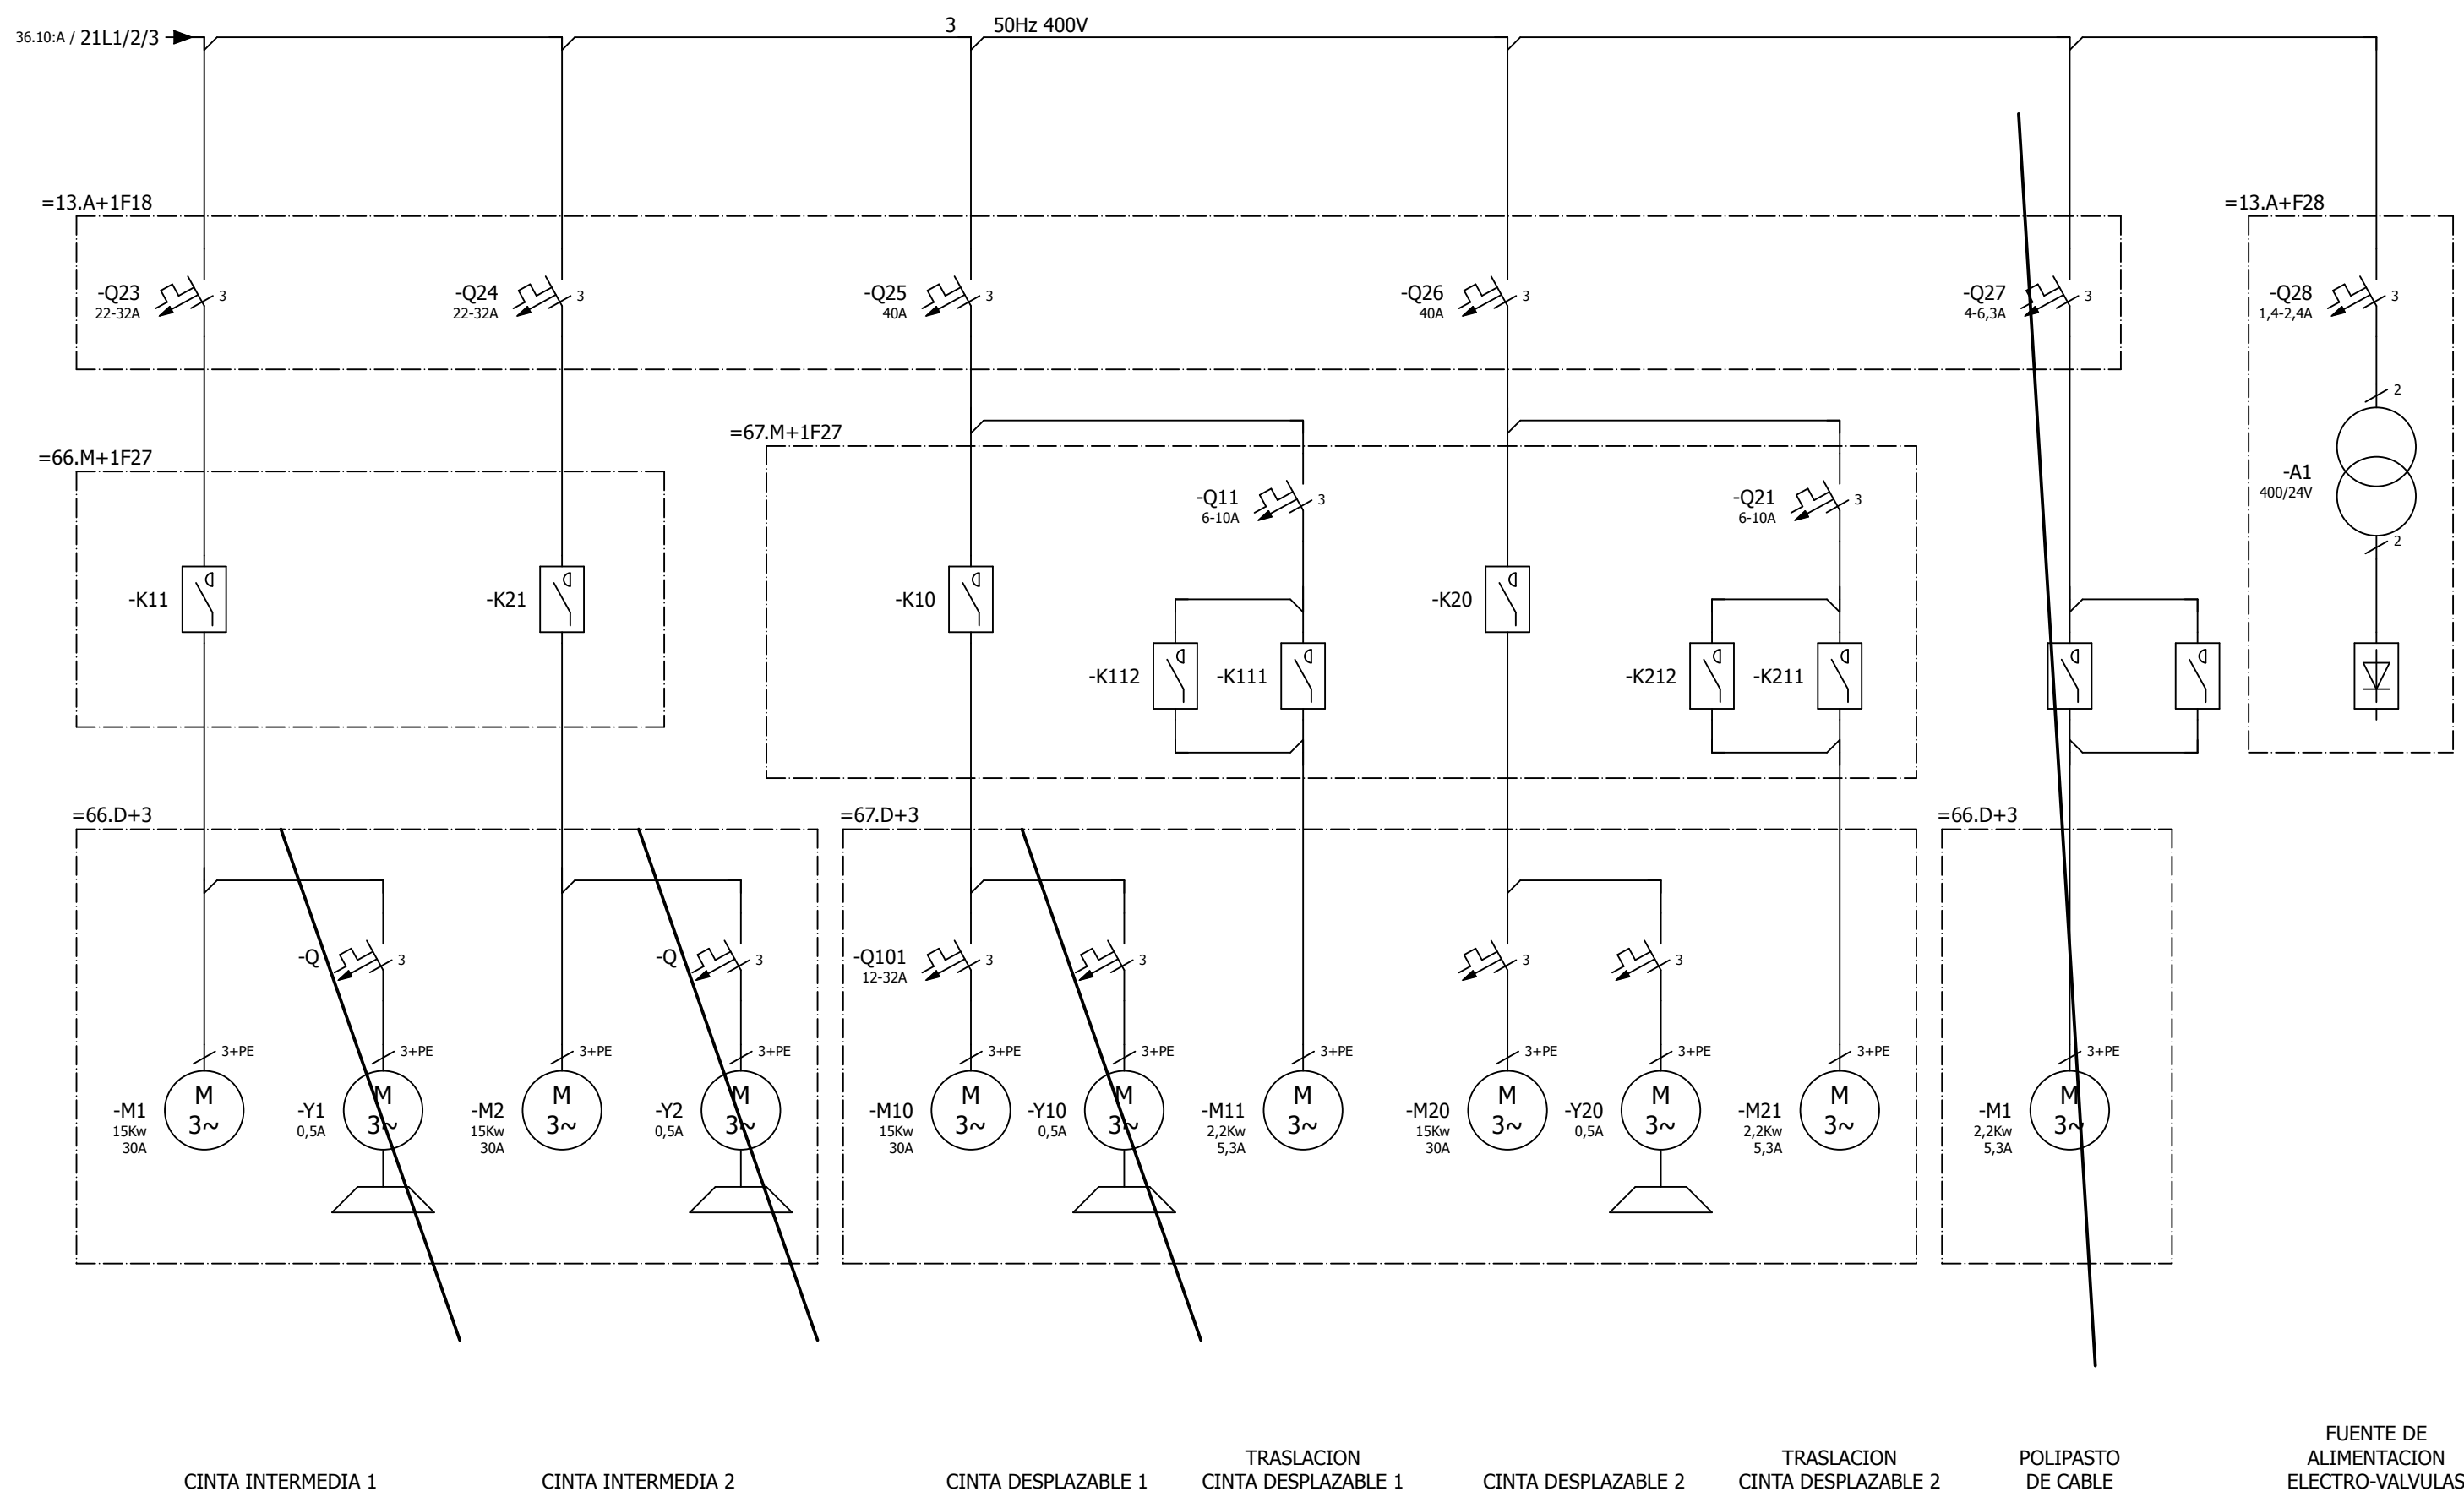 3 50Hz 400V
36.10:A / 21L1/2/3
=13.A+1F18
=13.A+F28
-Q23
22-32A
3
-Q24
22-32A
3
-Q25
40A
3
-Q26
40A
3
-Q27
4-6,3A
3
-Q28
1,4-2,4A
3
2
-A1
400/24V
2
=66.M+1F27
=67.M+1F27
-Q11
6-10A
3
-Q21
6-10A
3
-K11
-K21
-K10
-K20
-K112
-K111
-K212
-K211
=66.D+3
=67.D+3
=66.D+3
-Q
3
-Q
3
-Q101
12-32A
3
3
3
3
3+PE
3+PE
3+PE
3+PE
3+PE
3+PE
3+PE
3+PE
3+PE
3+PE
3+PE
-M1
15Kw
30A
M
3~
-Y1
0,5A
M
3~
-M2
15Kw
30A
M
3~
-Y2
0,5A
M
3~
-M10
15Kw
30A
M
3~
-Y10
0,5A
M
3~
-M11
2,2Kw
5,3A
M
3~
-M20
15Kw
30A
M
3~
-Y20
0,5A
M
3~
-M21
2,2Kw
5,3A
M
3~
-M1
2,2Kw
5,3A
M
3~
CINTA INTERMEDIA 1
CINTA INTERMEDIA 2
CINTA DESPLAZABLE 1
TRASLACION
CINTA DESPLAZABLE 1
CINTA DESPLAZABLE 2
TRASLACION
CINTA DESPLAZABLE 2
POLIPASTO
DE CABLE
FUENTE DE
ALIMENTACION
ELECTRO-VALVULAS